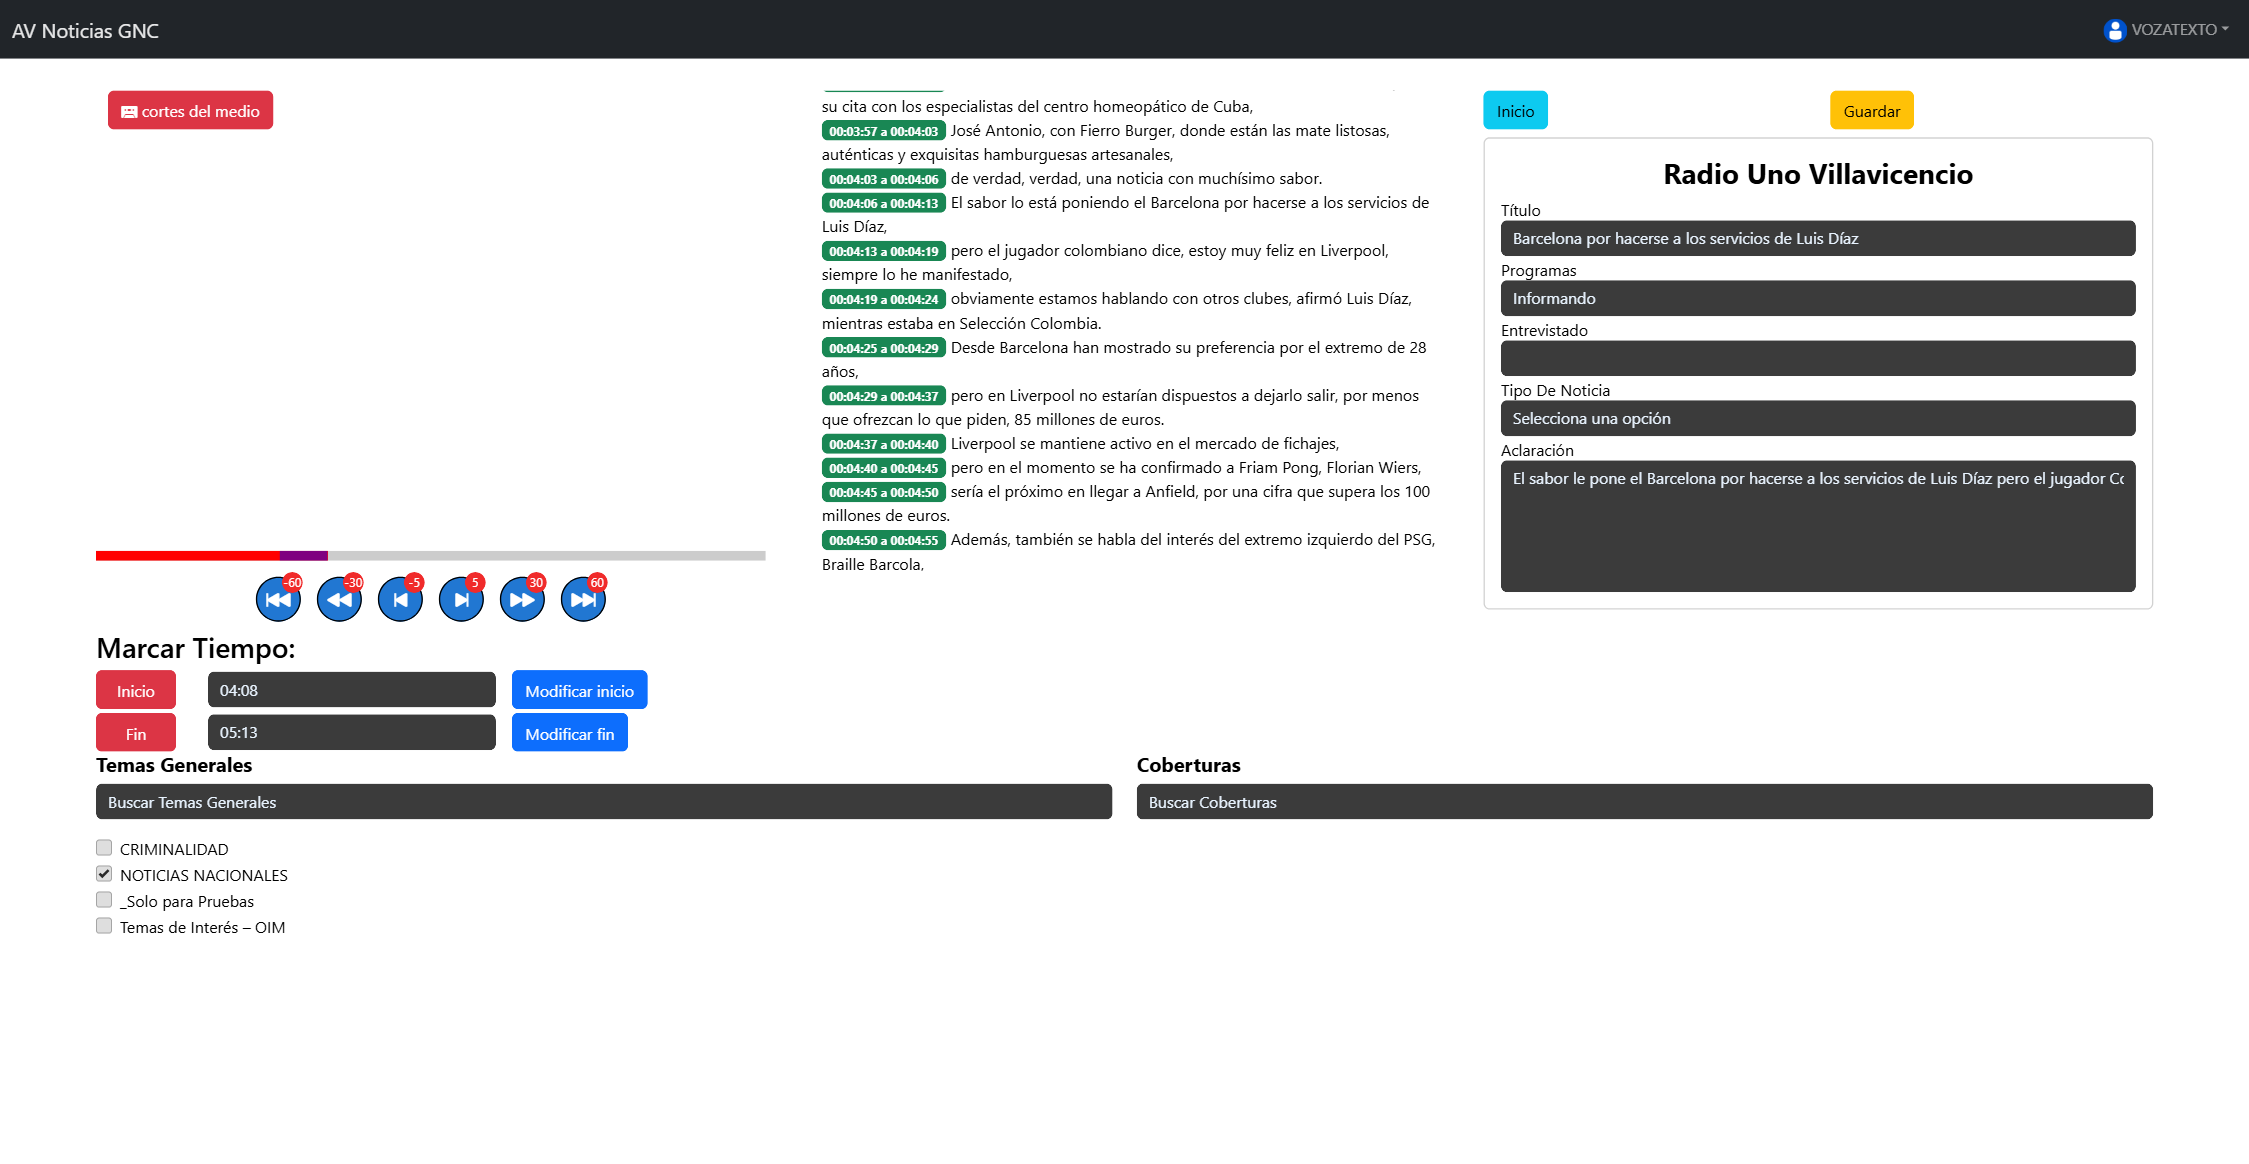 AV Noticias GNC
VOZATEXTO
cortes del medio
-60
-30
-5
5
30
60
Marcar Tiempo:
Inicio
04:08
Modificar inicio
Fin
05:13
Modificar fin
su cita con los especialistas del centro homeopático de Cuba,
00:03:57 a 00:04:03 José Antonio, con Fierro Burger, donde están las mate listosas,
auténticas y exquisitas hamburguesas artesanales,
00:04:03 a 00:04:06 de verdad, verdad, una noticia con muchísimo sabor.
00:04:06 a 00:04:13 El sabor lo está poniendo el Barcelona por hacerse a los servicios de
Luis Díaz,
00:04:13 a 00:04:19 pero el jugador colombiano dice, estoy muy feliz en Liverpool,
siempre lo he manifestado,
00:04:19 a 00:04:24 obviamente estamos hablando con otros clubes, afirmó Luis Díaz,
mientras estaba en Selección Colombia.
00:04:25 a 00:04:29 Desde Barcelona han mostrado su preferencia por el extremo de 28
años,
00:04:29 a 00:04:37 pero en Liverpool no estarían dispuestos a dejarlo salir, por menos
que ofrezcan lo que piden, 85 millones de euros.
00:04:37 a 00:04:40 Liverpool se mantiene activo en el mercado de fichajes,
00:04:40 a 00:04:45 pero en el momento se ha confirmado a Friam Pong, Florian Wiers,
00:04:45 a 00:04:50 sería el próximo en llegar a Anfield, por una cifra que supera los 100
millones de euros.
00:04:50 a 00:04:55 Además, también se habla del interés del extremo izquierdo del PSG,
Braille Barcola,
Inicio
Guardar
Radio Uno Villavicencio
Título
Barcelona por hacerse a los servicios de Luis Díaz
Programas
Informando
Entrevistado
Tipo De Noticia
Selecciona una opción
Aclaración
El sabor le pone el Barcelona por hacerse a los servicios de Luis Díaz pero el jugador Co
Temas Generales
Buscar Temas Generales
CRIMINALIDAD
NOTICIAS NACIONALES
_Solo para Pruebas
Temas de Interés – OIM
Coberturas
Buscar Coberturas